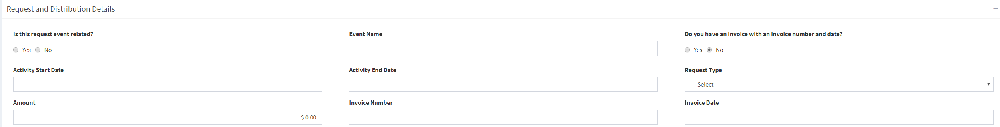 Request and Distribution Details
Is this request event related?
Event Name
Do you have an invoice with an invoice number and date?
Yes No
Yes No
Activity Start Date
Activity End Date
Request Type
-- Select --
Amount
Invoice Number
Invoice Date
$ 0.00